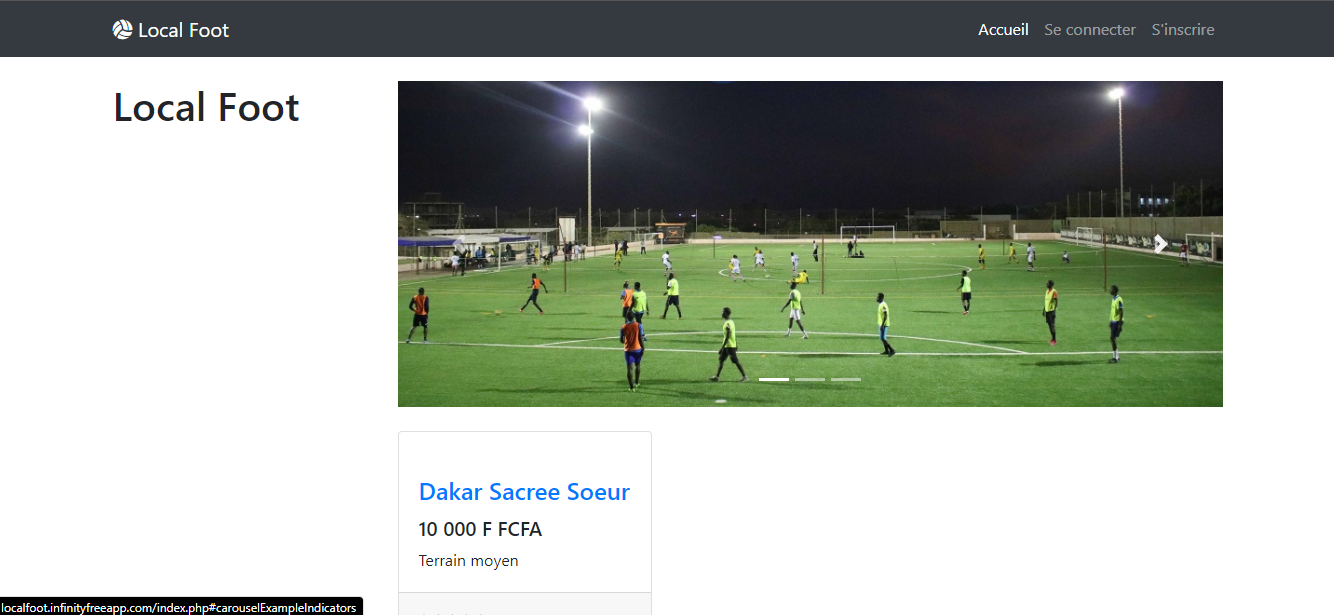 Local Foot
Accueil
Se connecter
S'inscrire
Local Foot
Dakar Sacree Soeur
10 000 F FCFA
Terrain moyen
localfoot.infinityfreeapp.com/index.php#carouselExampleIndicators